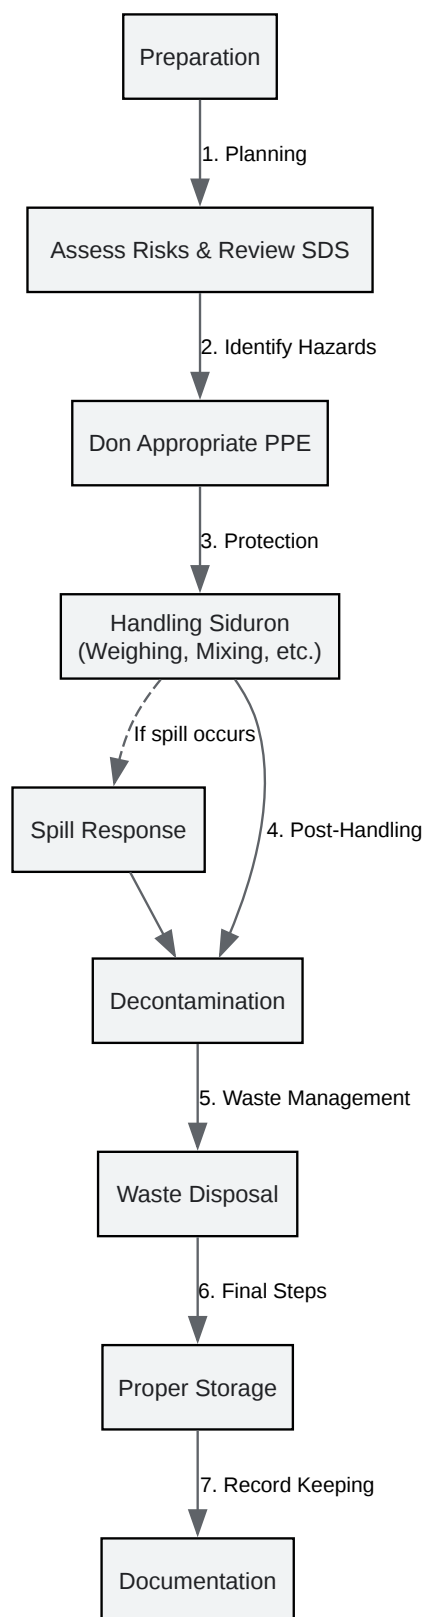 Preparation
1. Planning
Assess Risks & Review SDS
2. Identify Hazards
Don Appropriate PPE
3. Protection
Handling Siduron
(Weighing, Mixing, etc.)
If spill occurs
Spill Response
4. Post-Handling
Decontamination
5. Waste Management
Waste Disposal
6. Final Steps
Proper Storage
7. Record Keeping
Documentation